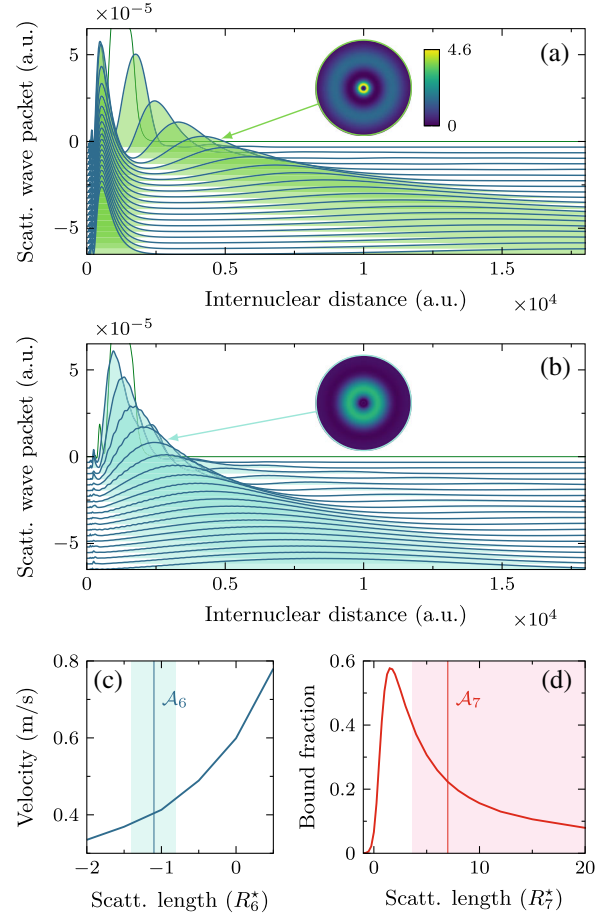 ×10⁻⁵
(a)
4.6
0
5
0
−5
Scatt. wave packet (a.u.)
0
0.5
1
1.5
Internuclear distance (a.u.)
×10⁴
×10⁻⁵
(b)
5
0
−5
Scatt. wave packet (a.u.)
0
0.5
1
1.5
Internuclear distance (a.u.)
×10⁴
(c)
𝒜₆
0.8
0.6
0.4
Velocity (m/s)
−2
−1
0
Scatt. length (R₆⋆)
(d)
𝒜₇
0.6
0.4
0.2
0
Bound fraction
0
10
20
Scatt. length (R₇⋆)